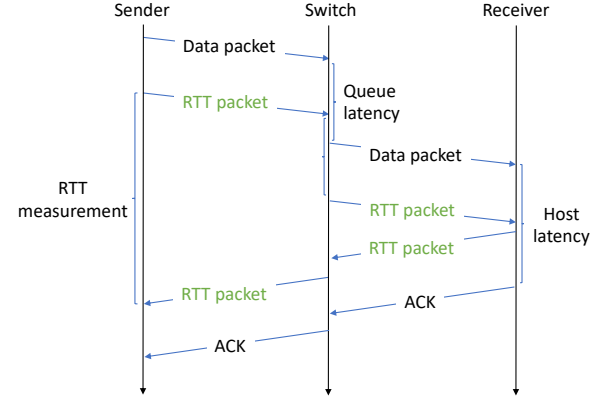 Sender
Switch
Receiver
Data packet
Queue
latency
RTT packet
Data packet
RTT
measurement
RTT packet
Host
latency
RTT packet
RTT packet
ACK
ACK